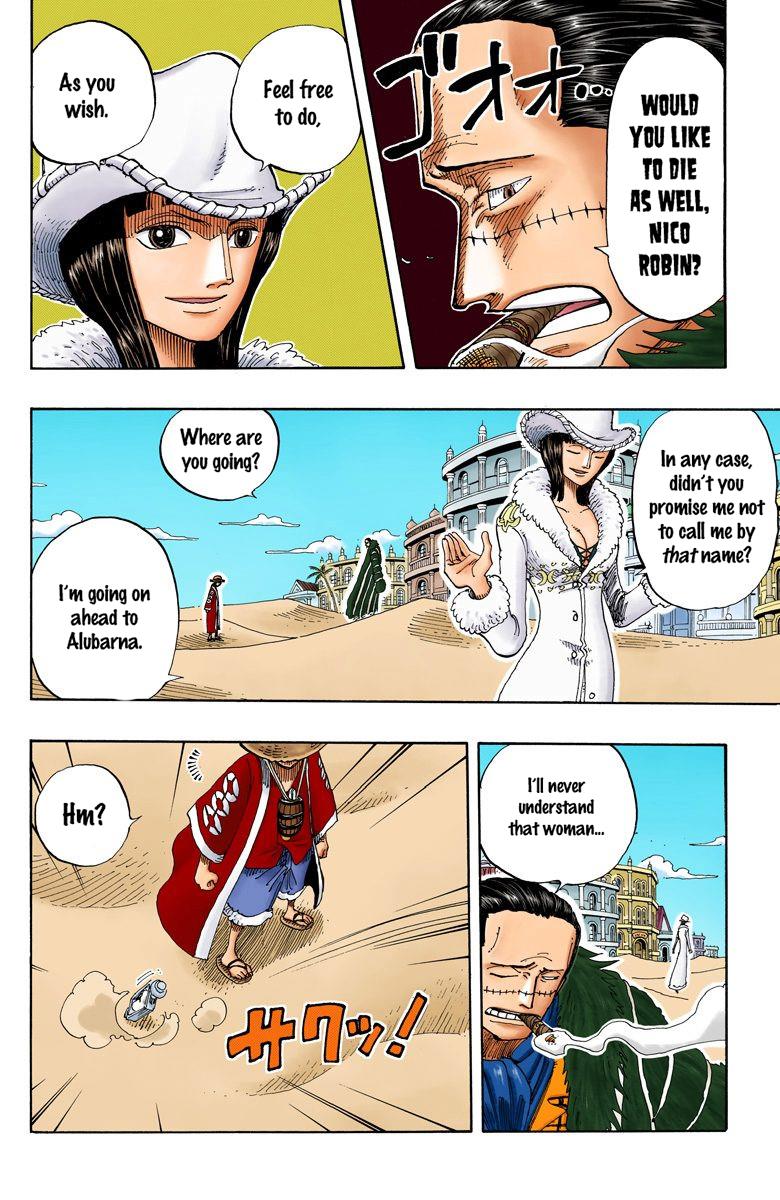 WOULD
YOU LIKE
TO DIE
AS WELL,
NICO
ROBIN?
ゴオオ...
Feel free
to do,
As you
wish.
In any case,
didn't you
promise me not
to call me by
that name?
Where are
you going?
I'm going on
ahead to
Alubarna.
I'll never
understand
that woman...
Hm?
サクッ!